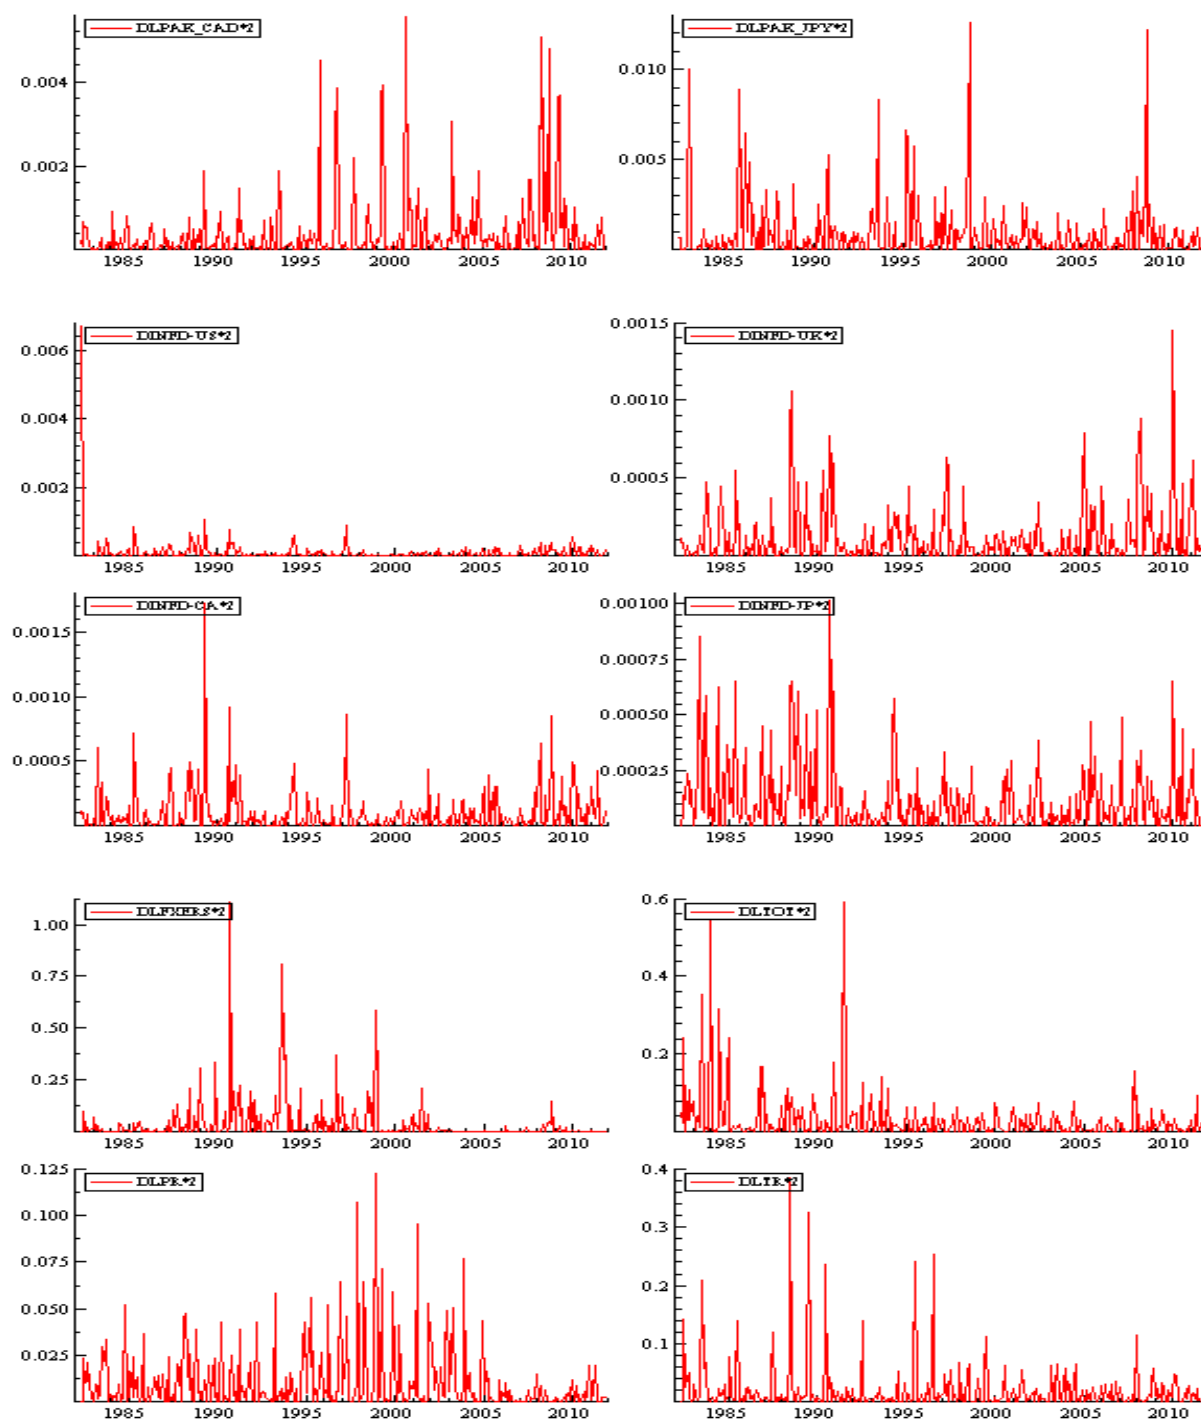 DLPAK_CAD^2 DLPAK_JPY^2
0.004 0.010
0.002 0.005
1985 1990 1995 2000 2005 2010 1985 1990 1995 2000 2005 2010
DINFD-US^2 0.0015 DINFD-UK^2
0.006
0.004 0.0010
0.002 0.0005
1985 1990 1995 2000 2005 2010 1985 1990 1995 2000 2005 2010
DINFD-CA^2 0.00100 DINFD-JP^2
0.0015 0.00075
0.0010 0.00050
0.0005 0.00025
1985 1990 1995 2000 2005 2010 1985 1990 1995 2000 2005 2010
DLFXERS^2 0.6 DLTOT^2
1.00
0.75 0.4
0.50 0.2
0.25
1985 1990 1995 2000 2005 2010 1985 1990 1995 2000 2005 2010
0.125 DLPR^2 0.4 DLTR^2
0.100 0.3
0.075 0.2
0.050
0.025 0.1
1985 1990 1995 2000 2005 2010 1985 1990 1995 2000 2005 2010